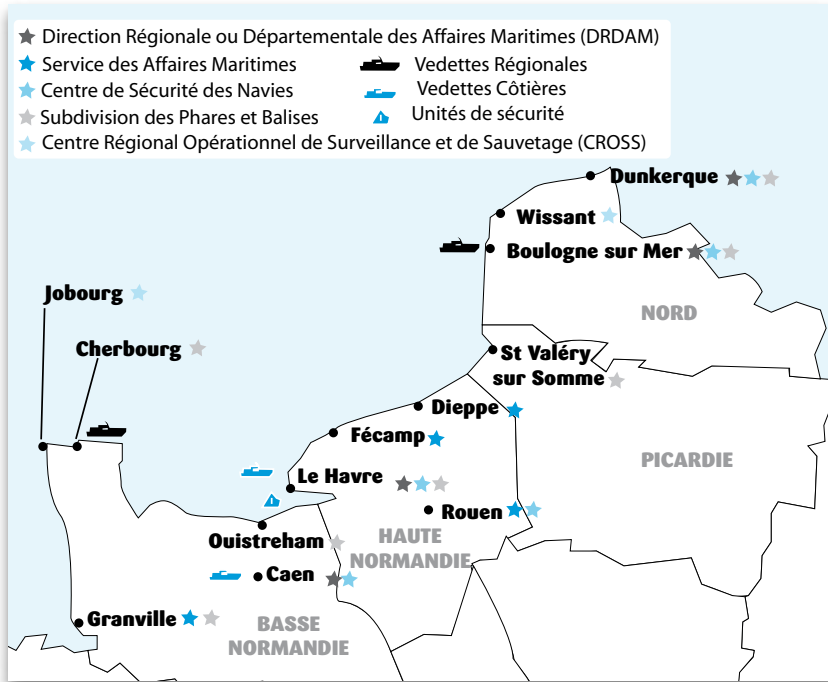 Direction Régionale ou Départementale des Affaires Maritimes (DRDAM)
Service des Affaires Maritimes
Vedettes Régionales
Centre de Sécurité des Navies
Vedettes Côtières
Subdivision des Phares et Balises
Unités de sécurité
Centre Régional Opérationnel de Surveillance et de Sauvetage (CROSS)
Dunkerque
Wissant
Boulogne sur Mer
Jobourg
NORD
Cherbourg
St Valéry
sur Somme
Dieppe
Fécamp
PICARDIE
Le Havre
Rouen
HAUTE
NORMANDIE
Ouistreham
Caen
Granville
BASSE
NORMANDIE